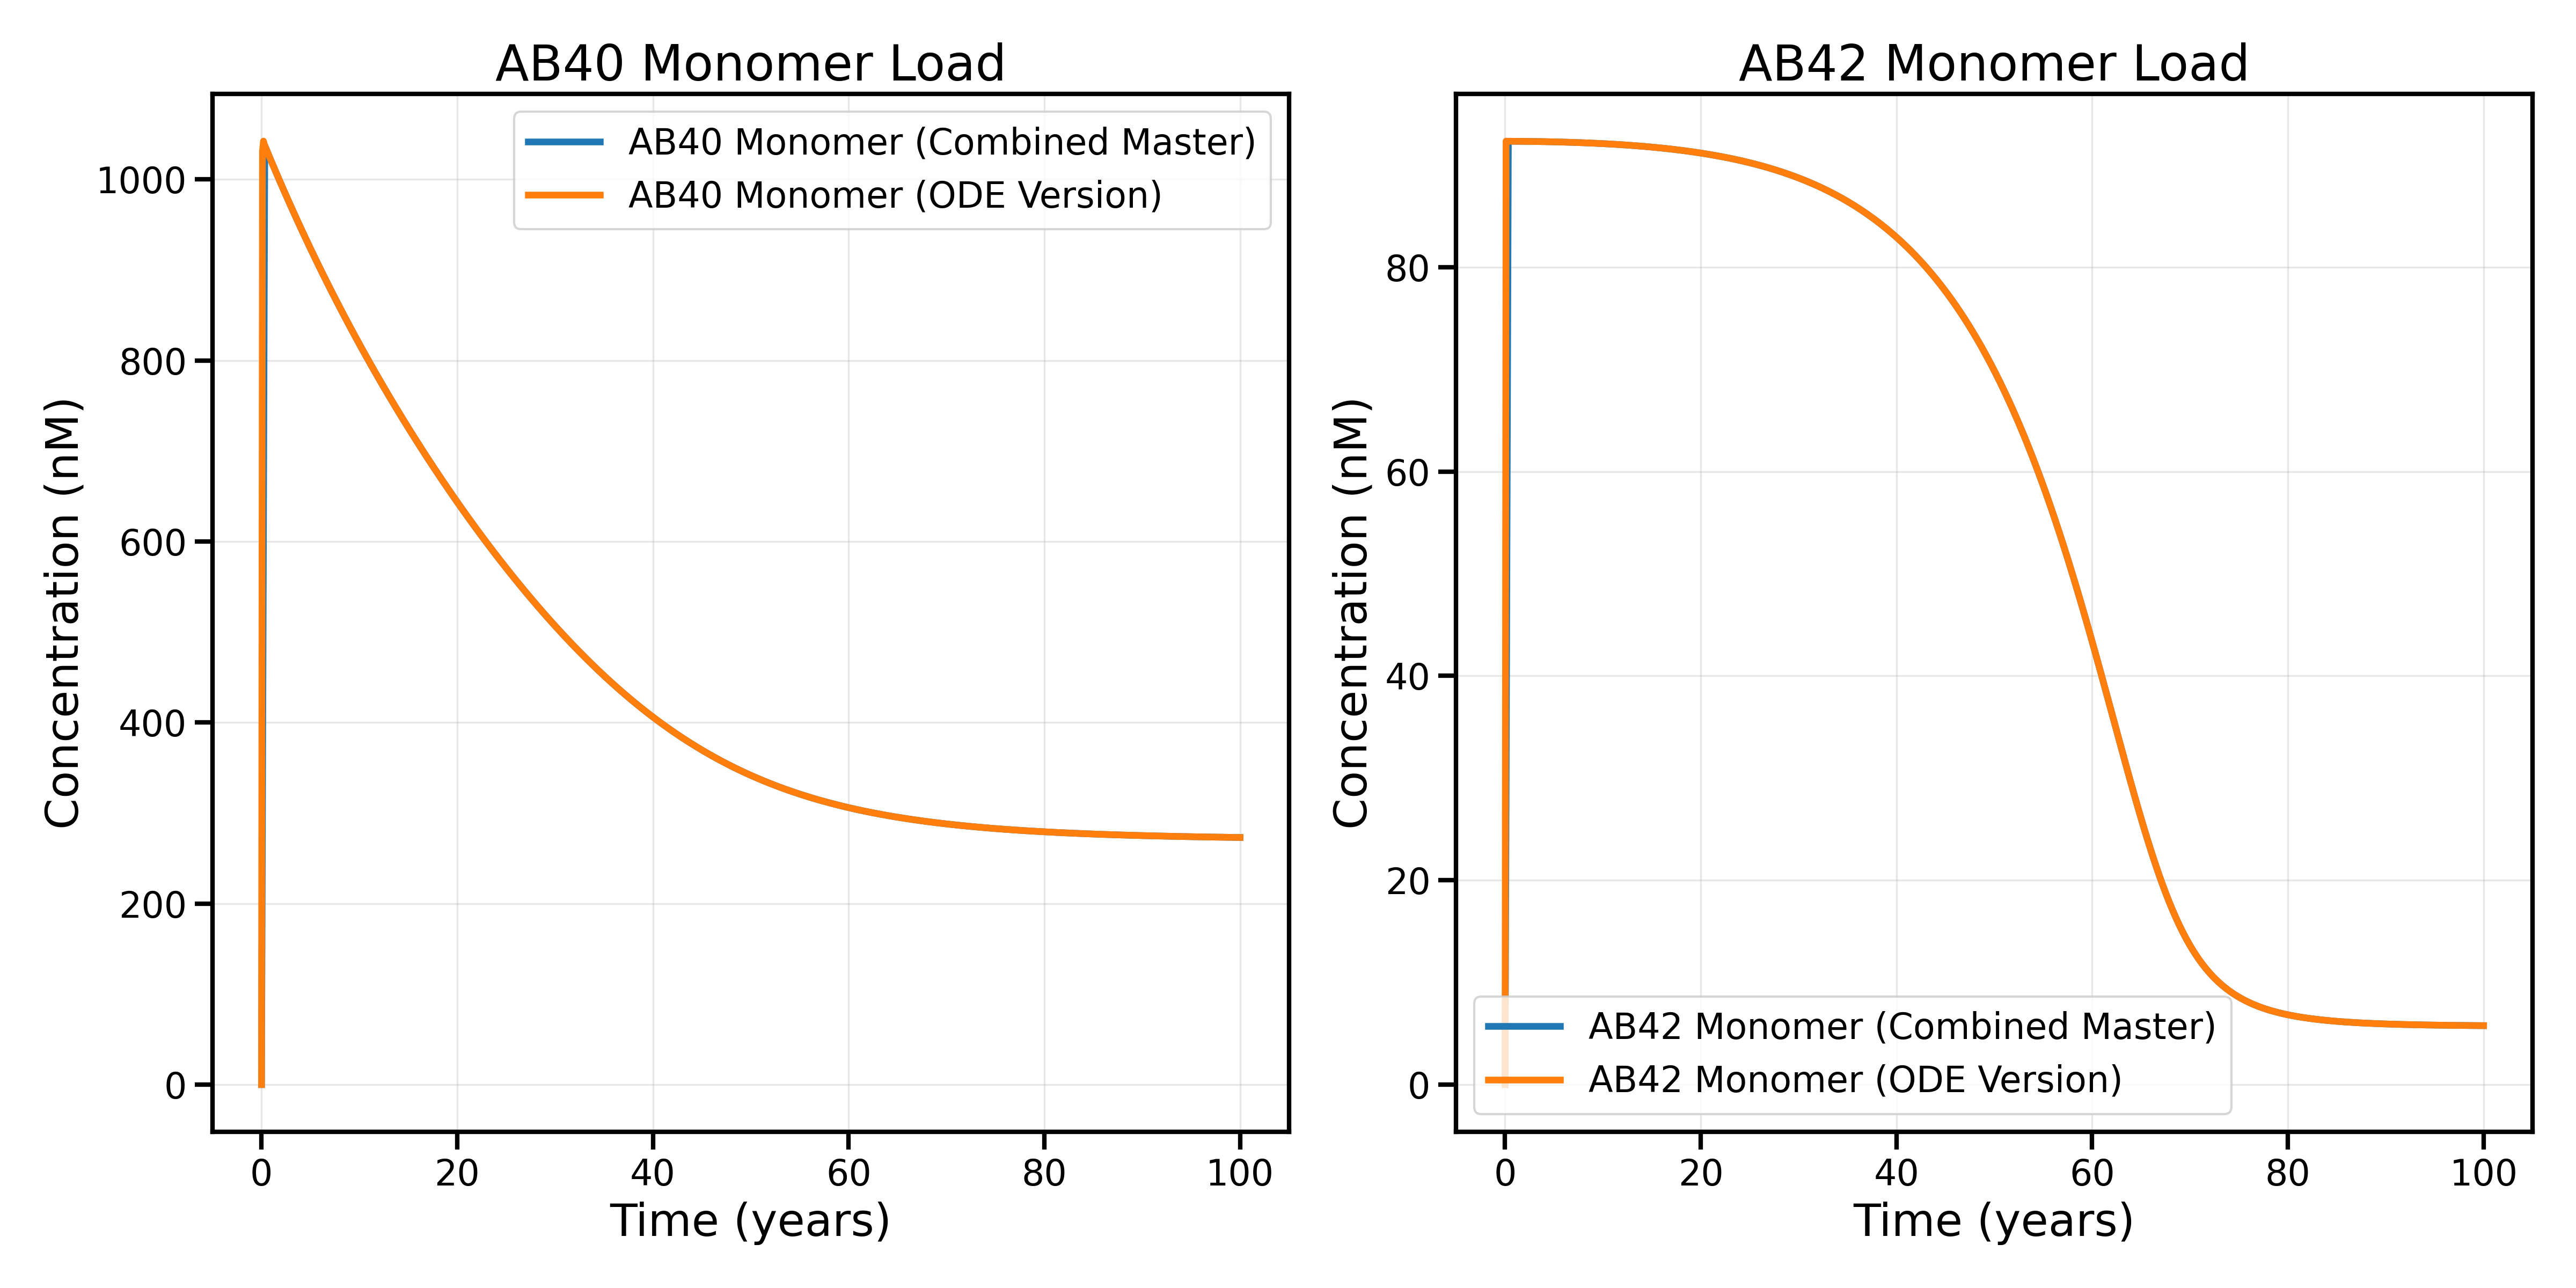 AB40 Monomer Load
AB40 Monomer (Combined Master)
AB40 Monomer (ODE Version)
Concentration (nM)
1000
800
600
400
200
0
0 20 40 60 80 100
Time (years)
AB42 Monomer Load
Concentration (nM)
80
60
40
20
0
AB42 Monomer (Combined Master)
AB42 Monomer (ODE Version)
0 20 40 60 80 100
Time (years)